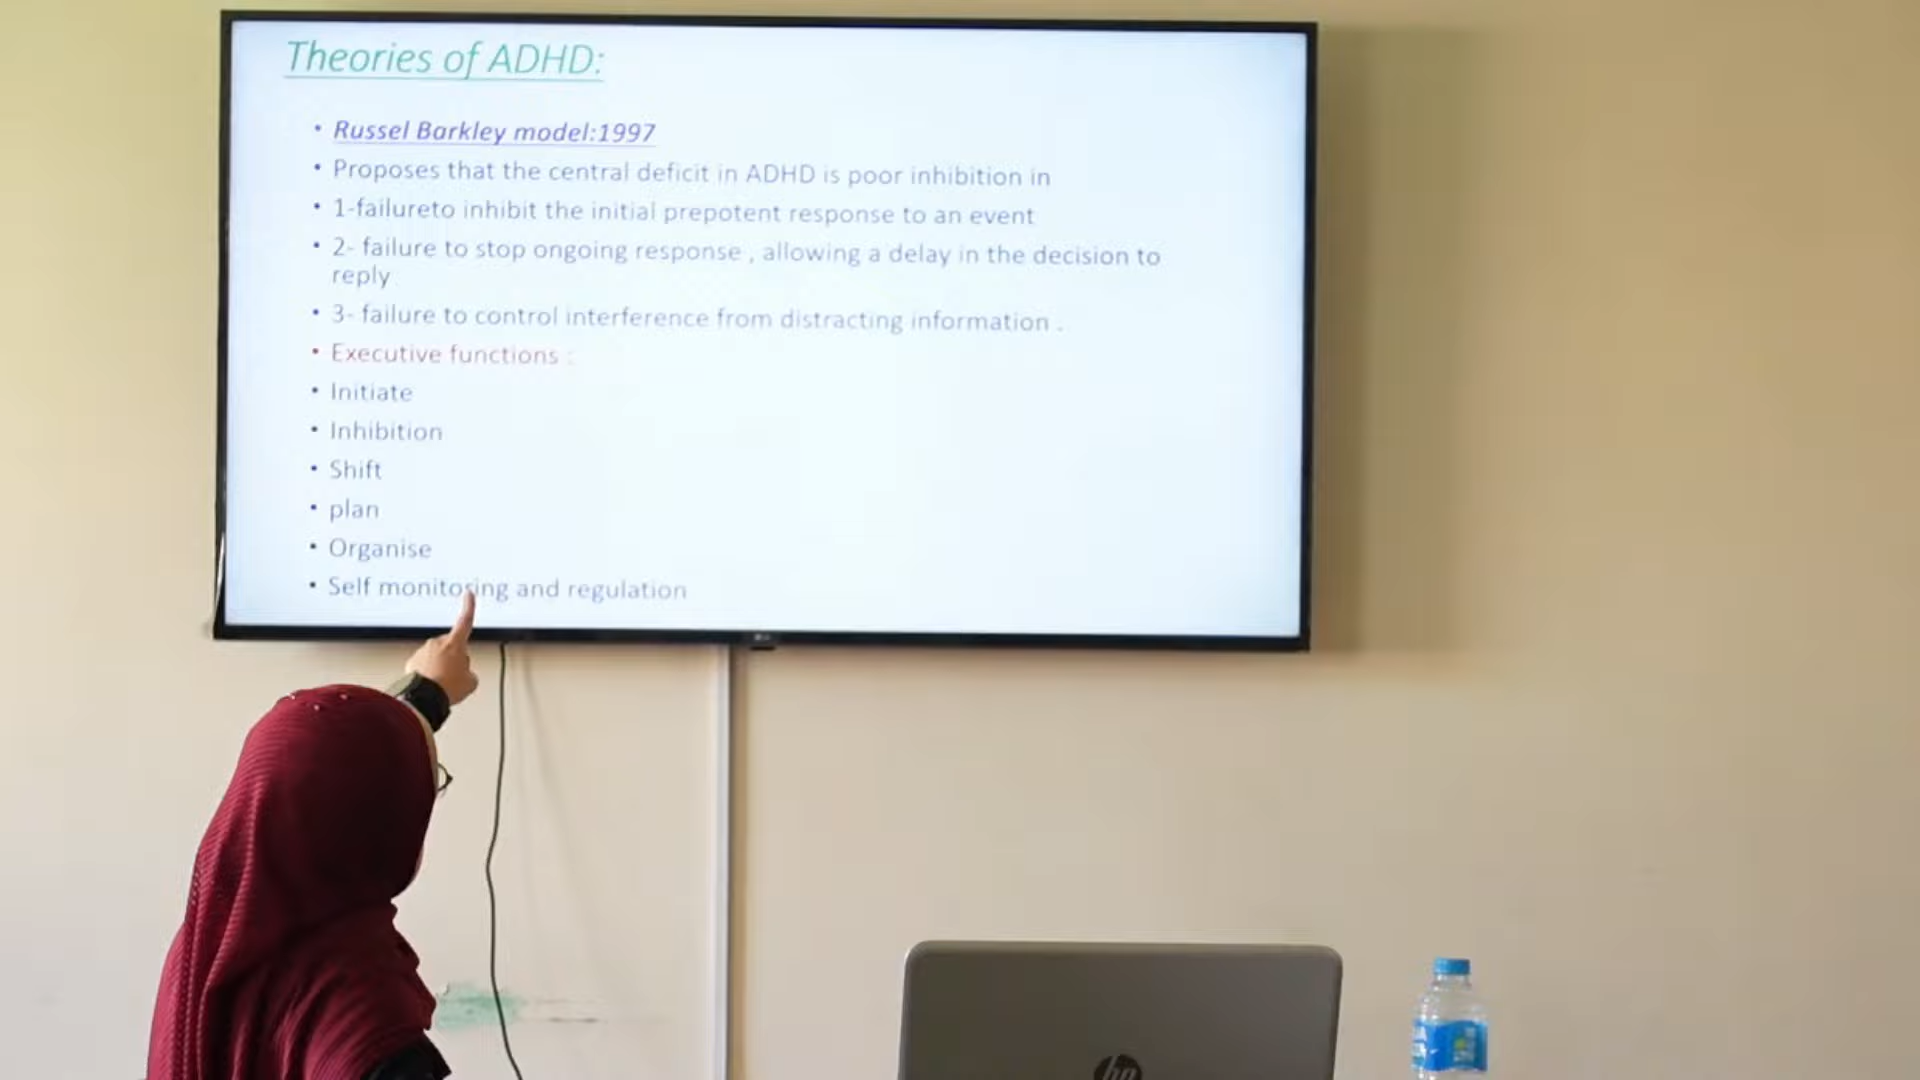 Theories of ADHD:
• Russel Barkley model:1997
• Proposes that the central deficit in ADHD is poor inhibition in
• 1-failureto inhibit the initial prepotent response to an event
• 2- failure to stop ongoing response , allowing a delay in the decision to
reply
• 3- failure to control interference from distracting information .
• Executive functions :
• Initiate
• Inhibition
• Shift
• plan
• Organise
• Self monitoring and regulation
hp